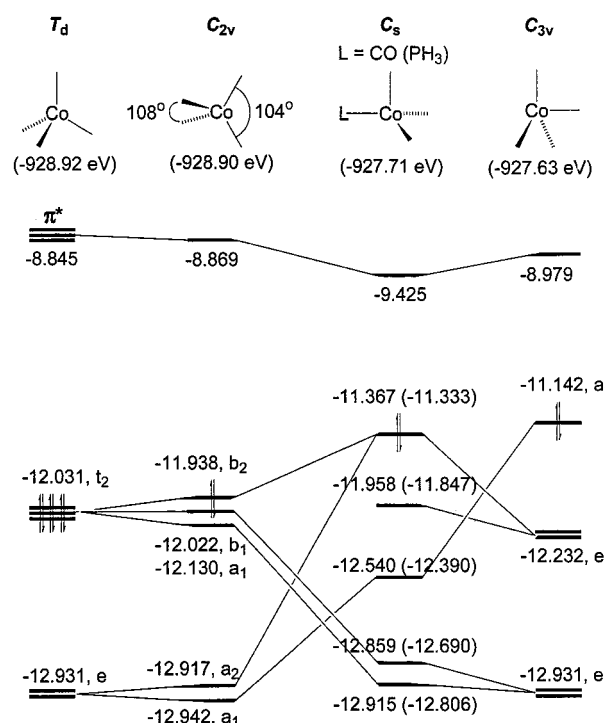 Td C2v Cs C3v
L = CO (PH3)
Co 108° Co 104° L Co Co
(-928.92 eV) (-928.90 eV) (-927.71 eV) (-927.63 eV)
π*
-8.845 -8.869 -9.425 -8.979
-11.367 (-11.333) -11.142, a
-12.031, t2 -11.938, b2 -11.958 (-11.847)
-12.022, b1 -12.540 (-12.390) -12.232, e
-12.130, a1
-12.859 (-12.690)
-12.931, e -12.917, a2 -12.931, e
-12.942, a1 -12.915 (-12.806)